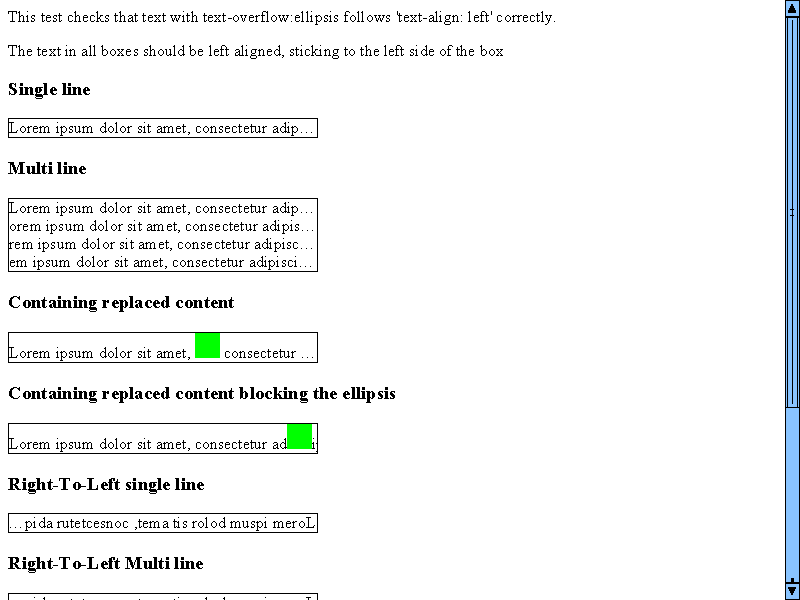 This test checks that text with text-overflow:ellipsis follows 'text-align: left' correctly.
The text in all boxes should be left aligned, sticking to the left side of the box
Single line
Lorem ipsum dolor sit amet, consectetur adip…
Multi line
Lorem ipsum dolor sit amet, consectetur adip…
orem ipsum dolor sit amet, consectetur adipis…
rem ipsum dolor sit amet, consectetur adipisc…
em ipsum dolor sit amet, consectetur adipisci…
Containing replaced content
Lorem ipsum dolor sit amet, consectetur …
Containing replaced content blocking the ellipsis
Lorem ipsum dolor sit amet, consectetur ad
Right-To-Left single line
…pida rutetcesnoc ,tema tis rolod muspi meroL
Right-To-Left Multi line